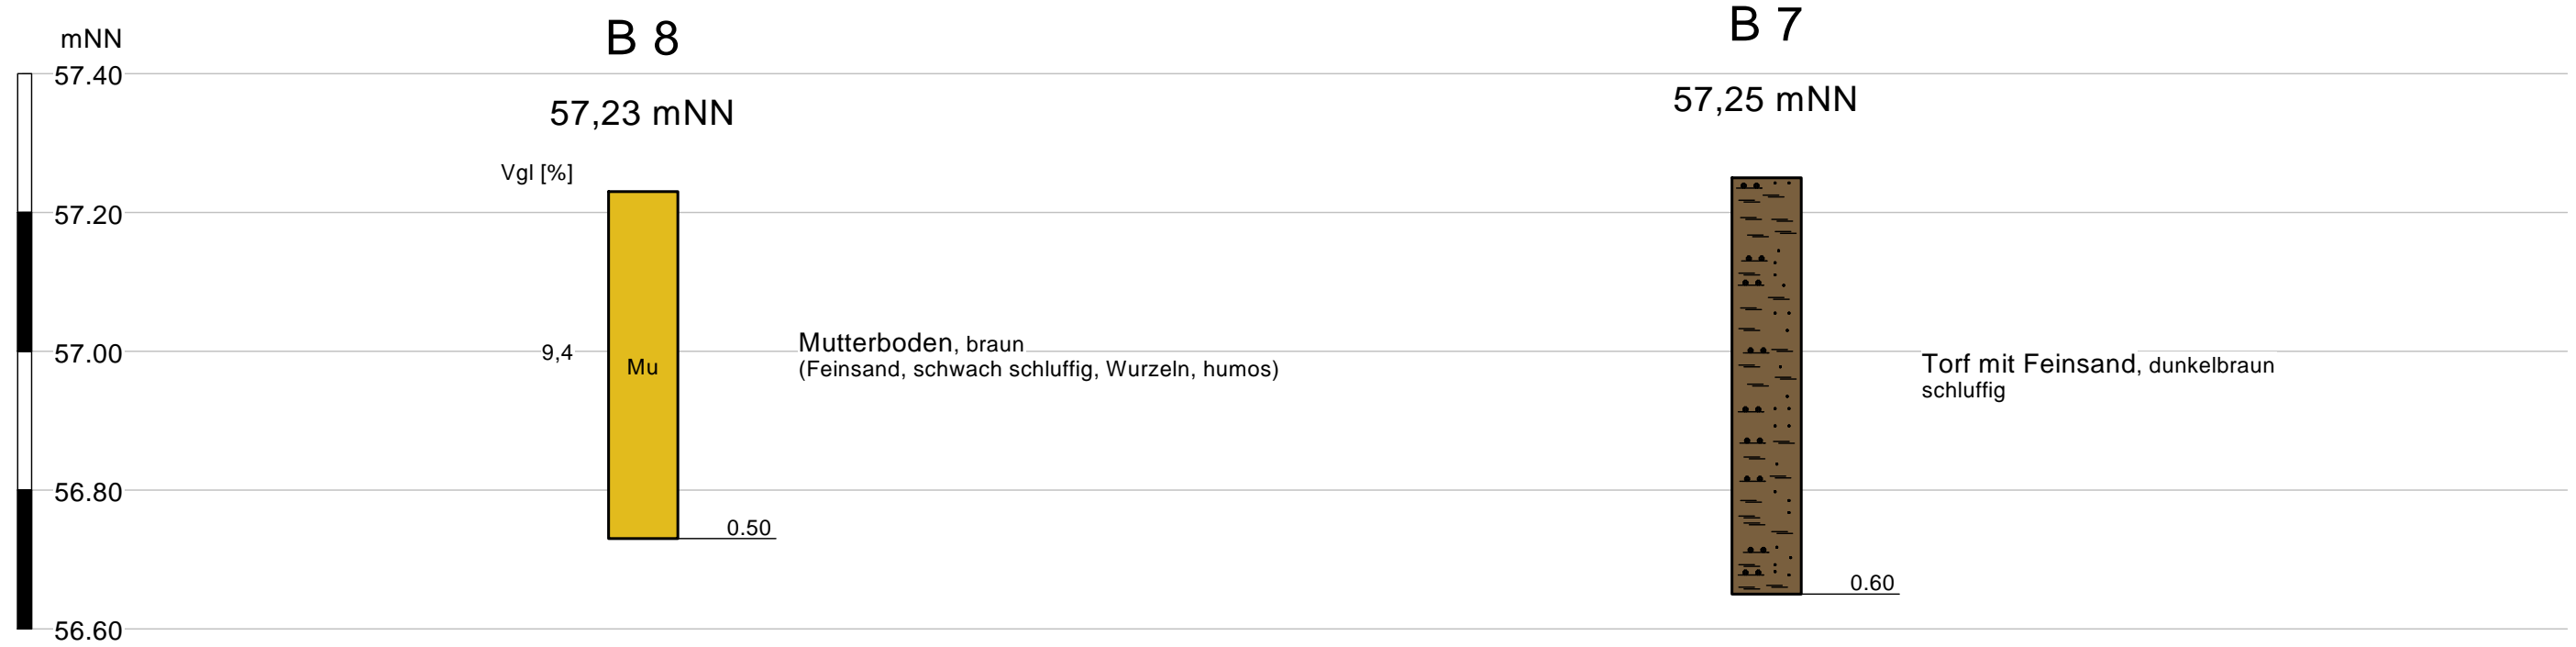 mNN
57.40
57.20
57.00
56.80
56.60
B 8
57,23 mNN
Vgl [%]
9,4
Mu
Mutterboden, braun
(Feinsand, schwach schluffig, Wurzeln, humos)
0.50
B 7
57,25 mNN
Torf mit Feinsand, dunkelbraun
schluffig
0.60